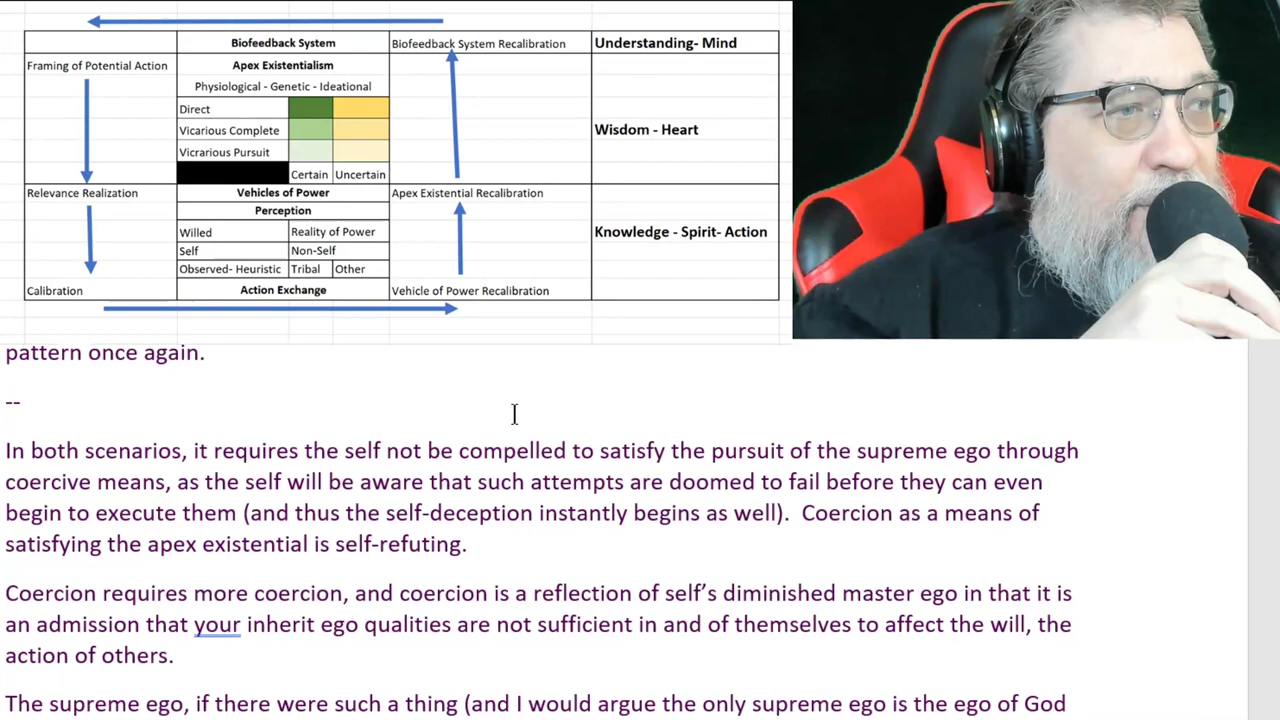 Biofeedback System
Biofeedback System Recalibration
Understanding- Mind
Framing of Potential Action
Apex Existentialism
Physiological - Genetic - Ideational
Direct
Vicarious Complete
Wisdom - Heart
Vicrarious Pursuit
Certain
Uncertain
Relevance Realization
Vehicles of Power
Apex Existential Recalibration
Perception
Willed
Reality of Power
Knowledge - Spirit- Action
Self
Non-Self
Observed- Heuristic
Tribal
Other
Calibration
Action Exchange
Vehicle of Power Recalibration
pattern once again.
--
In both scenarios, it requires the self not be compelled to satisfy the pursuit of the supreme ego through
coercive means, as the self will be aware that such attempts are doomed to fail before they can even
begin to execute them (and thus the self-deception instantly begins as well).  Coercion as a means of
satisfying the apex existential is self-refuting.
Coercion requires more coercion, and coercion is a reflection of self’s diminished master ego in that it is
an admission that your inherit ego qualities are not sufficient in and of themselves to affect the will, the
action of others.
The supreme ego, if there were such a thing (and I would argue the only supreme ego is the ego of God